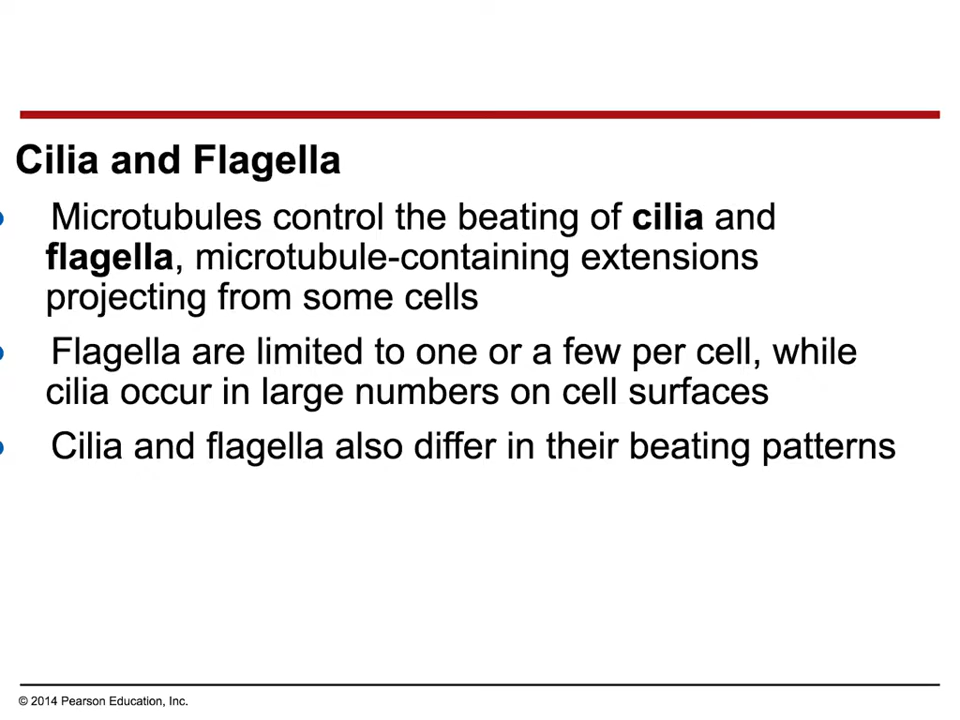 Cilia and Flagella
• Microtubules control the beating of cilia and
flagella, microtubule-containing extensions
projecting from some cells
• Flagella are limited to one or a few per cell, while
cilia occur in large numbers on cell surfaces
• Cilia and flagella also differ in their beating patterns
© 2014 Pearson Education, Inc.